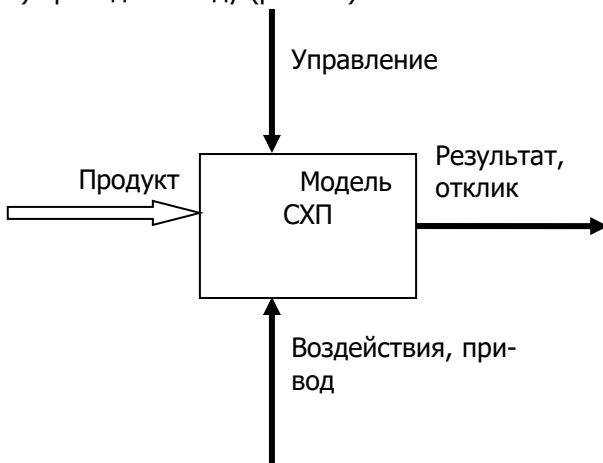 Управление
Результат,
отклик
Продукт
Модель
СХП
Воздействия, при-
вод